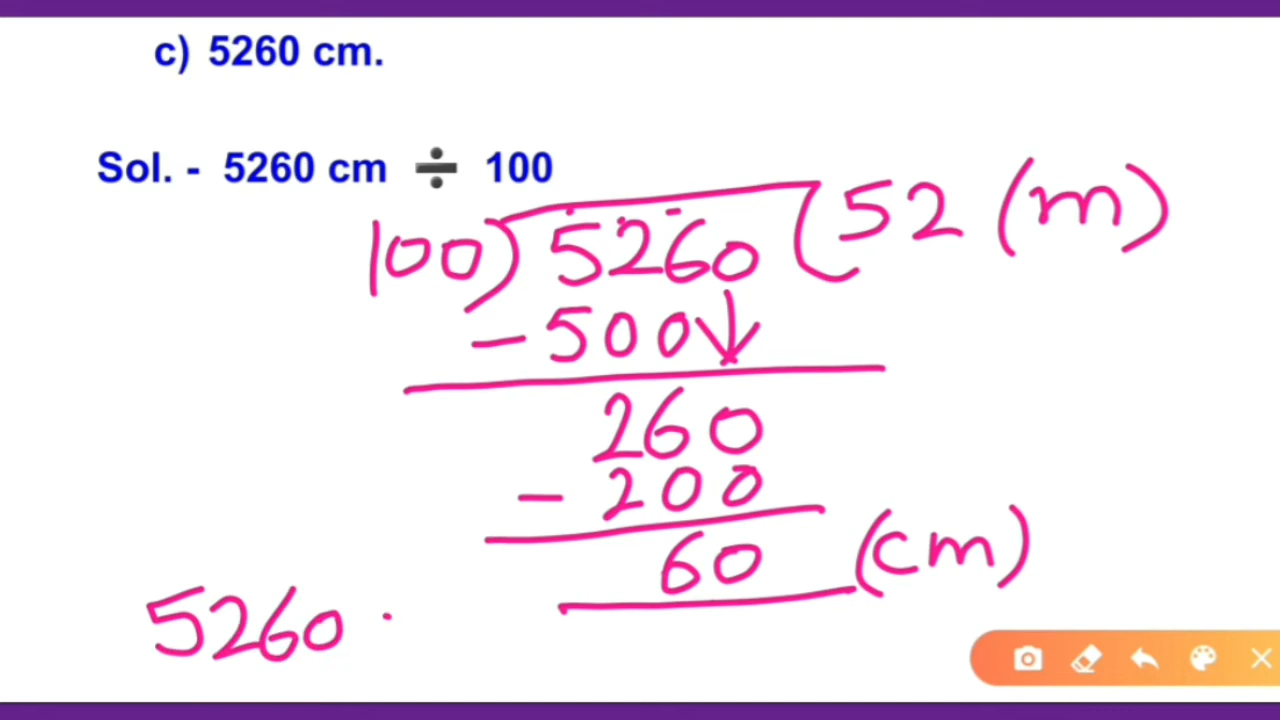 c) 5260 cm.
Sol. - 5260 cm ➗ 100
100) 5260 (52 (m)
- 500↓
260
- 200
60 (cm)
5260 .